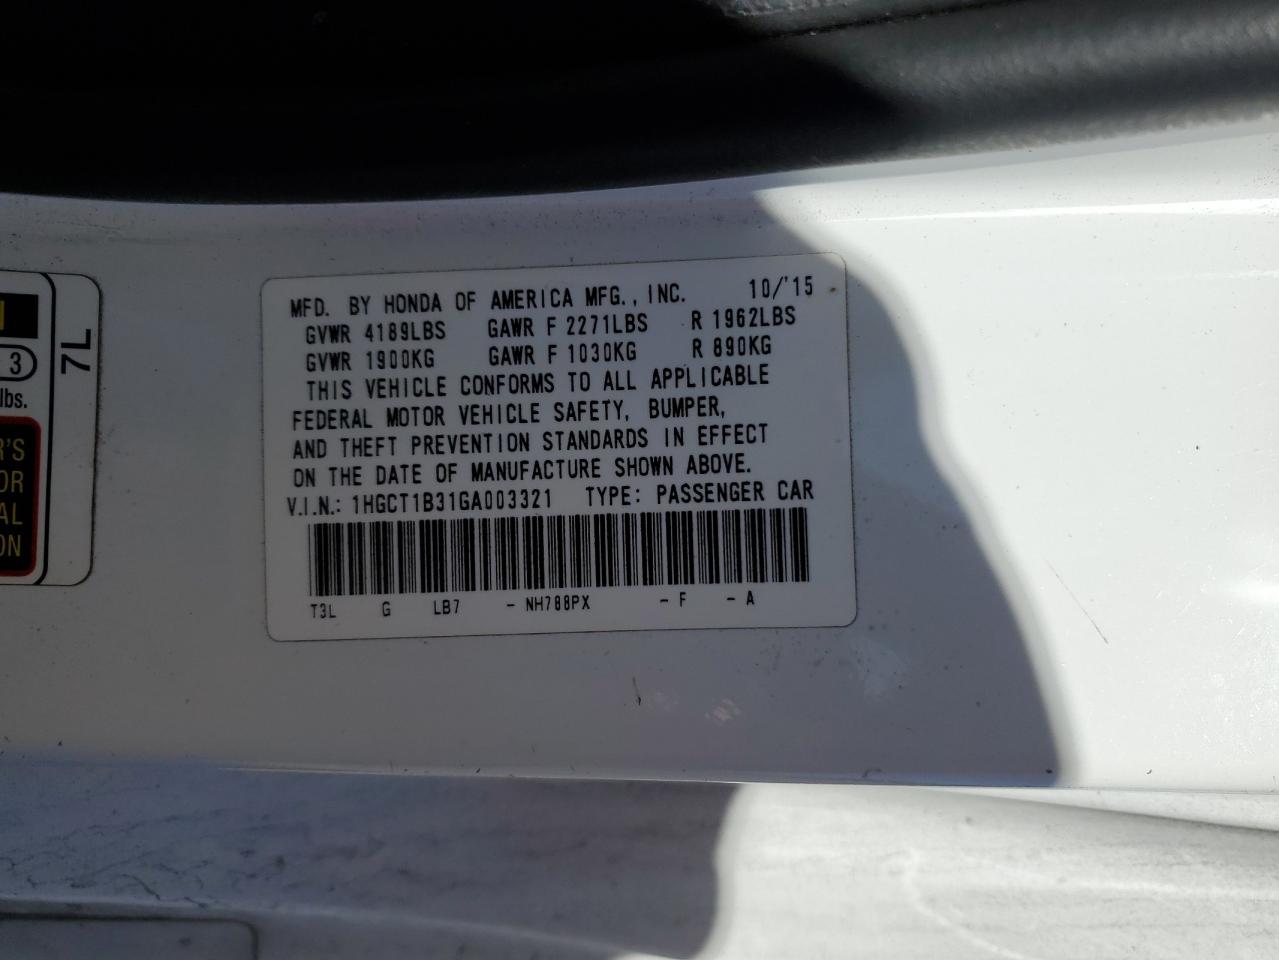 MFD. BY HONDA OF AMERICA MFG., INC. 10/'15
GVWR 4189LBS GAWR F 2271LBS R 1962LBS
GVWR 1900KG GAWR F 1030KG R 890KG
THIS VEHICLE CONFORMS TO ALL APPLICABLE
FEDERAL MOTOR VEHICLE SAFETY, BUMPER,
AND THEFT PREVENTION STANDARDS IN EFFECT
ON THE DATE OF MANUFACTURE SHOWN ABOVE.
V.I.N.: 1HGCT1B31GA003321 TYPE: PASSENGER CAR
T3L G LB7 - NH788PX - F - A
7L
3
lbs.
R'S
OR
AL
ON